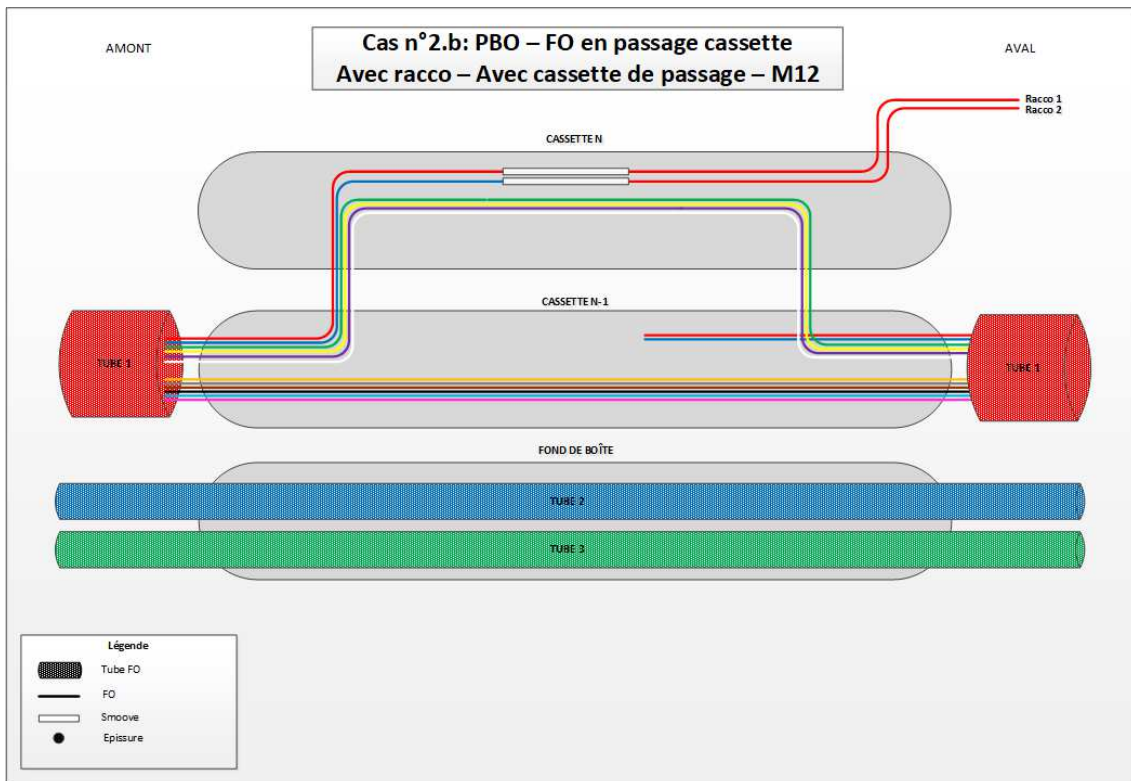 AMONT
Cas n°2.b: PBO – FO en passage cassette
Avec racco – Avec cassette de passage – M12
AVAL
Racco 1
Racco 2
CASSETTE N
CASSETTE N-1
TUBE 1
TUBE 1
FOND DE BOÎTE
TUBE 2
TUBE 3
Légende
Tube FO
FO
Smoove
Epissure